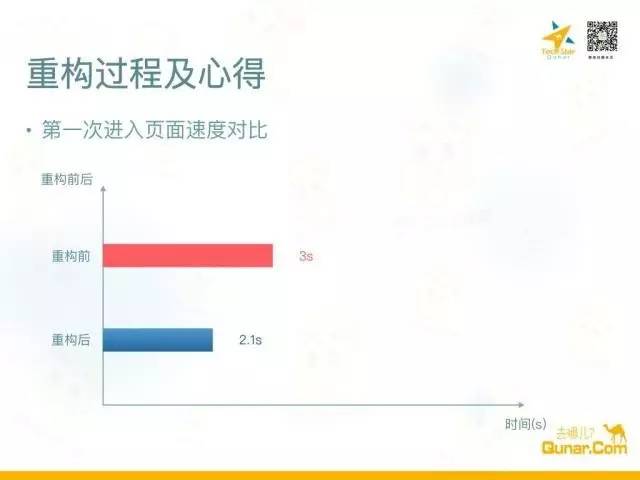 Tech Star
Qunar
重构过程及心得
• 第一次进入页面速度对比
重构前后
重构前
3s
重构后
2.1s
时间(s)
去哪儿?
Qunar.Com